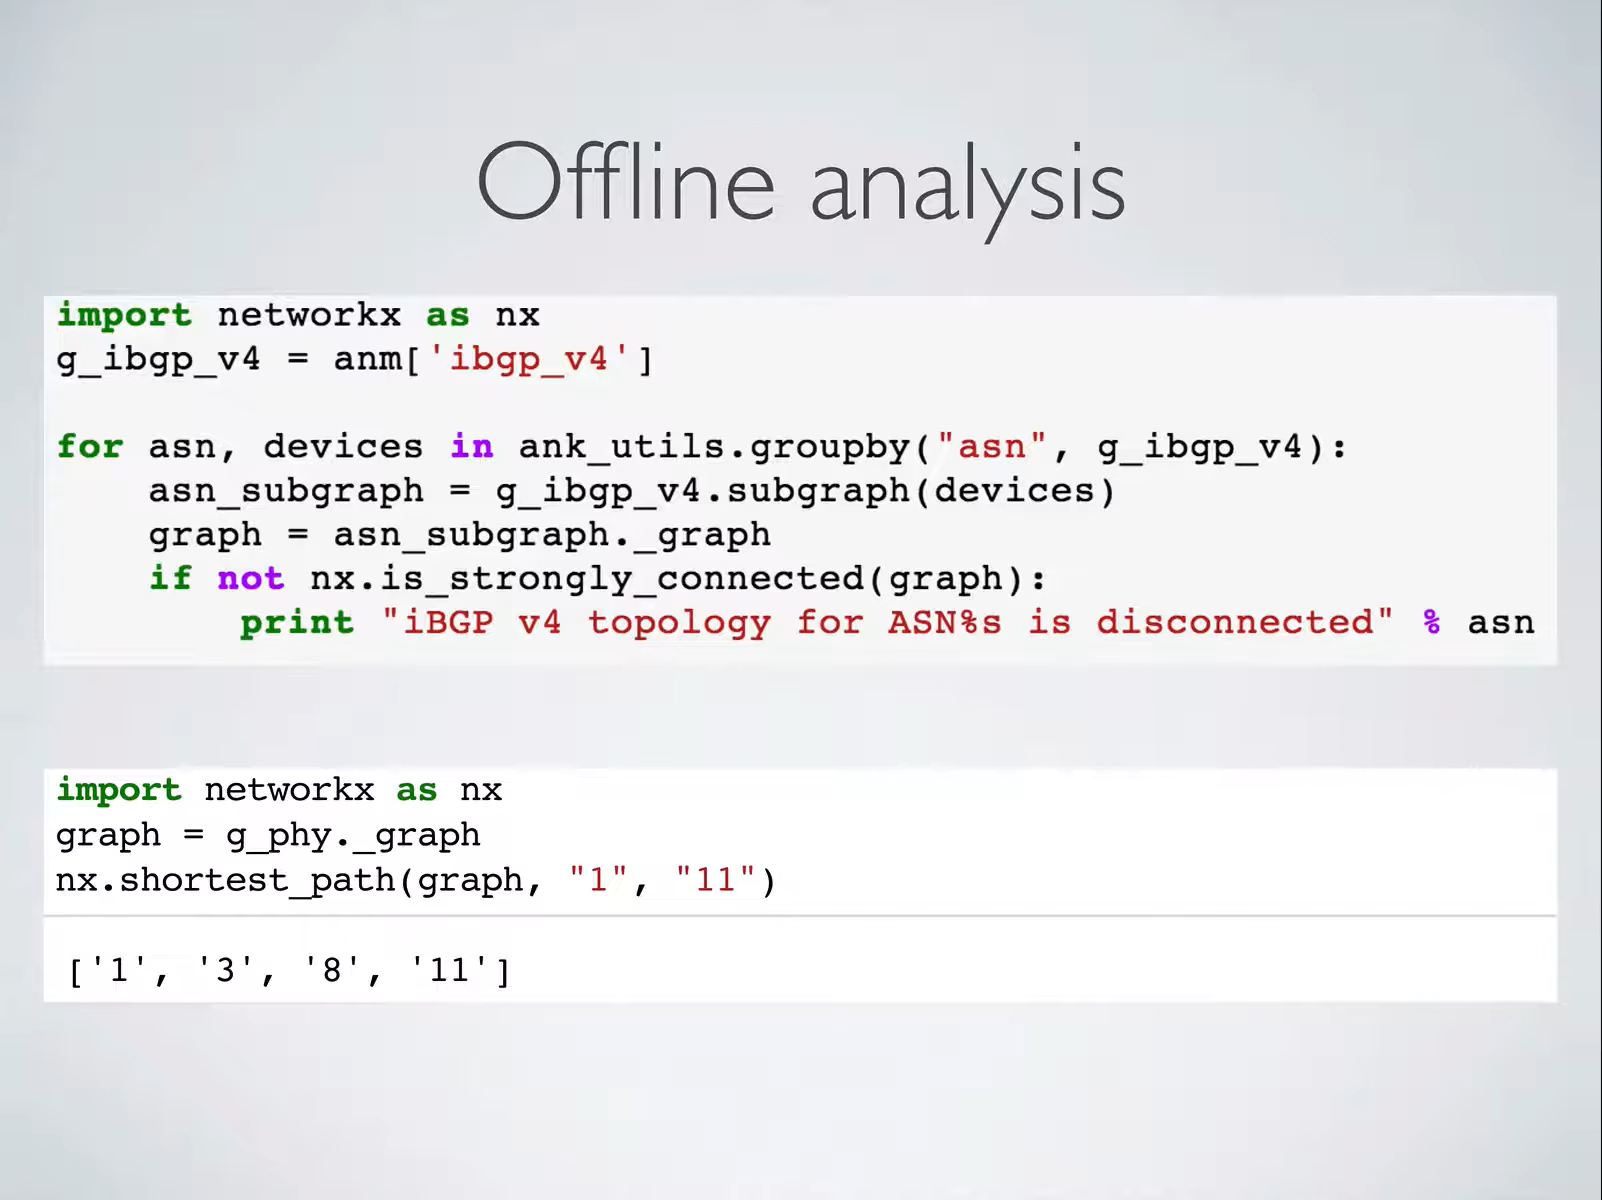 Offline analysis
import networkx as nx
g_ibgp_v4 = anm['ibgp_v4']
for asn, devices in ank_utils.groupby("asn", g_ibgp_v4):
    asn_subgraph = g_ibgp_v4.subgraph(devices)
    graph = asn_subgraph._graph
    if not nx.is_strongly_connected(graph):
        print "iBGP v4 topology for ASN%s is disconnected" % asn
import networkx as nx
graph = g_phy._graph
nx.shortest_path(graph, "1", "11")
['1', '3', '8', '11']